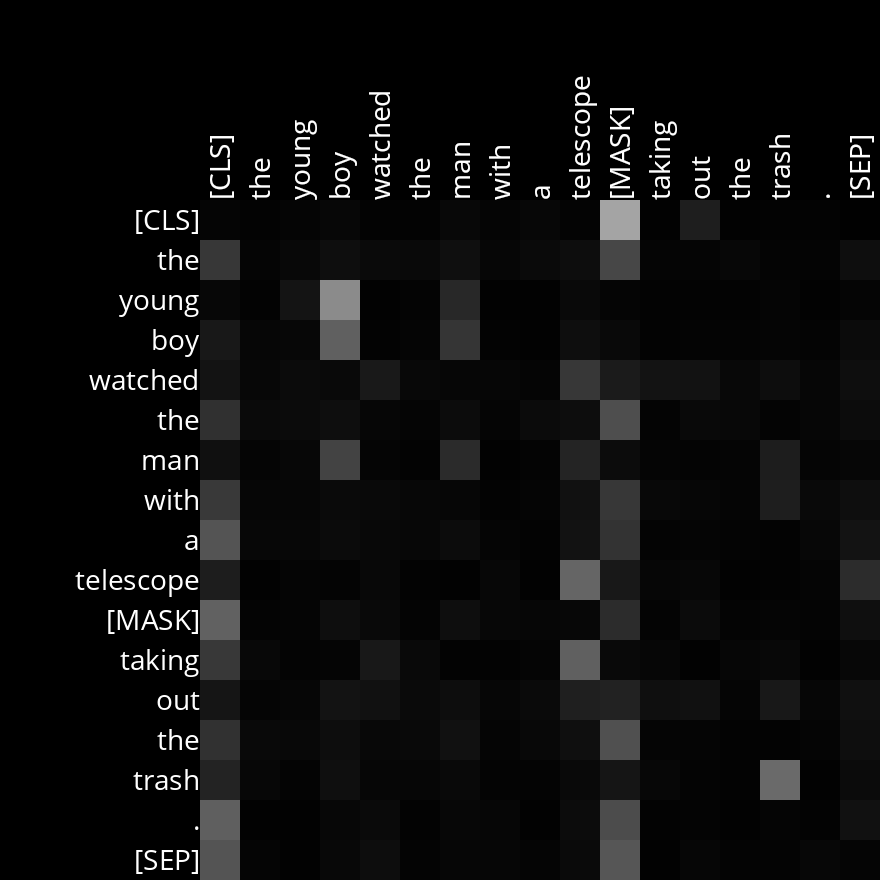 [CLS] the young boy watched the man with a telescope [MASK] taking out the trash . [SEP]
[CLS]
the
young
boy
watched
the
man
with
a
telescope
[MASK]
taking
out
the
trash
.
[SEP]